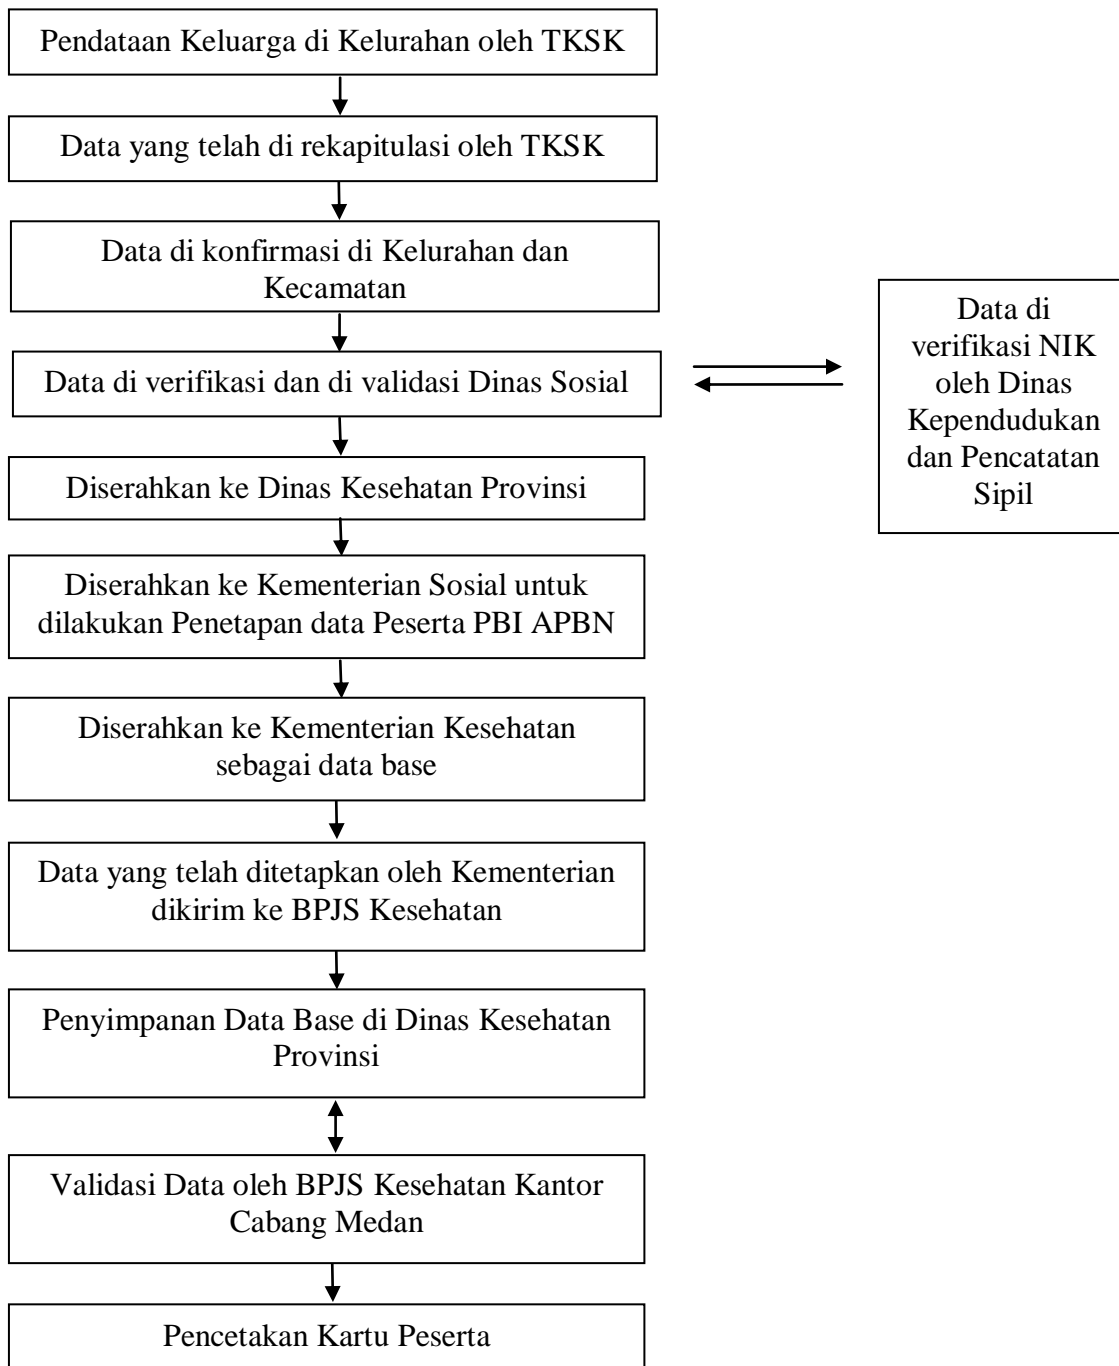 Pendataan Keluarga di Kelurahan oleh TKSK
Data yang telah di rekapitulasi oleh TKSK
Data di konfirmasi di Kelurahan dan
Kecamatan
Data di verifikasi dan di validasi Dinas Sosial
Data di
verifikasi NIK
oleh Dinas
Kependudukan
dan Pencatatan
Sipil
Diserahkan ke Dinas Kesehatan Provinsi
Diserahkan ke Kementerian Sosial untuk
dilakukan Penetapan data Peserta PBI APBN
Diserahkan ke Kementerian Kesehatan
sebagai data base
Data yang telah ditetapkan oleh Kementerian
dikirim ke BPJS Kesehatan
Penyimpanan Data Base di Dinas Kesehatan
Provinsi
Validasi Data oleh BPJS Kesehatan Kantor
Cabang Medan
Pencetakan Kartu Peserta